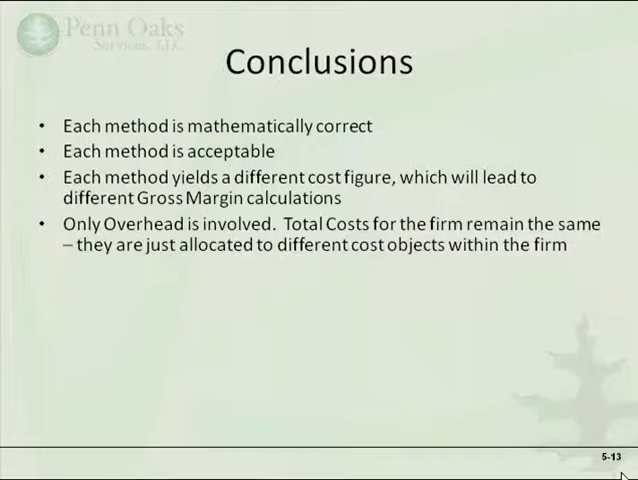 Penn Oaks
Services, LLC
Conclusions
• Each method is mathematically correct
• Each method is acceptable
• Each method yields a different cost figure, which will lead to
different Gross Margin calculations
• Only Overhead is involved. Total Costs for the firm remain the same
– they are just allocated to different cost objects within the firm
5-13